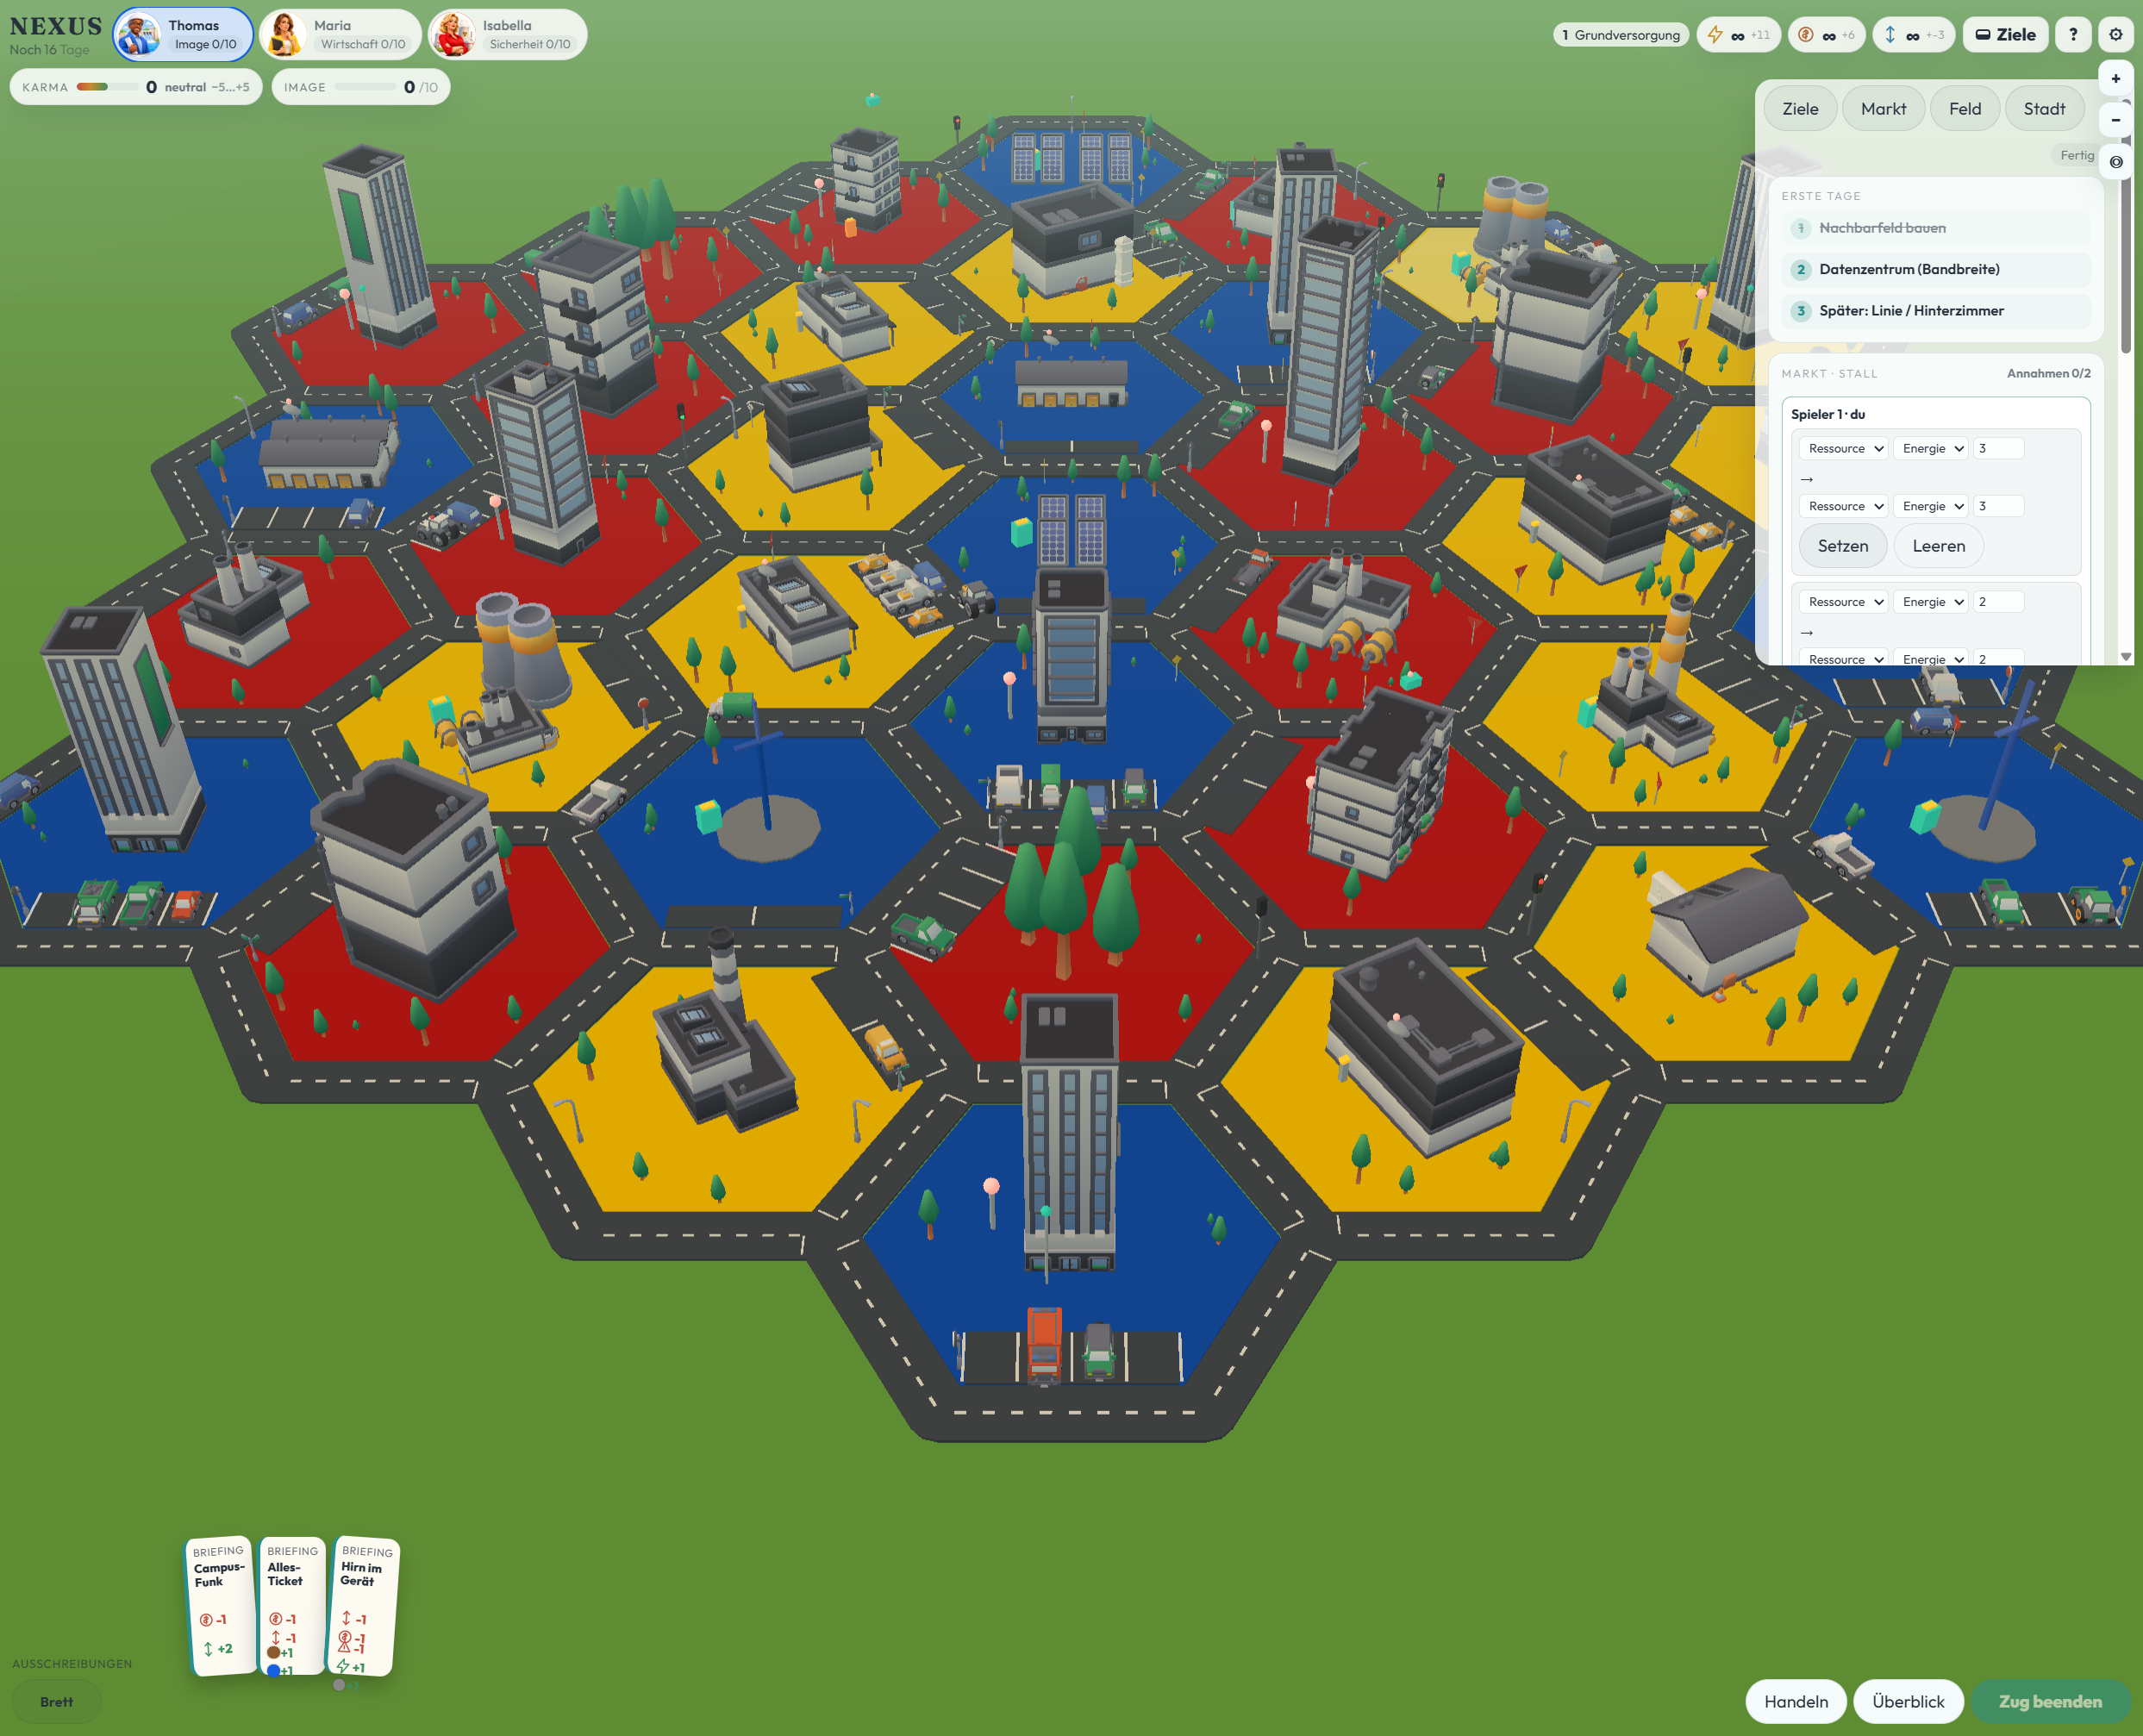 NEXUS
Noch 16 Tage
Thomas
Image 0/10
Maria
Wirtschaft 0/10
Isabella
Sicherheit 0/10
1 Grundversorgung
∞ +11
∞ +6
∞ +-3
Ziele
?
KARMA 0 neutral −5…+5
IMAGE 0 /10
+
−
Ziele
Markt
Feld
Stadt
Fertig
ERSTE TAGE
1 Nachbarfeld bauen
2 Datenzentrum (Bandbreite)
3 Später: Linie / Hinterzimmer
MARKT · STALL
Annahmen 0/2
Spieler 1 · du
Ressource Energie 3
→
Ressource Energie 3
Setzen
Leeren
Ressource Energie 2
→
Ressource Energie 2
BRIEFING
Campus-
Funk
-1
+2
BRIEFING
Alles-
Ticket
-1
-1
+1
+1
BRIEFING
Hirn im
Gerät
-1
-1
-1
+1
AUSSCHREIBUNGEN
Brett
Handeln
Überblick
Zug beenden